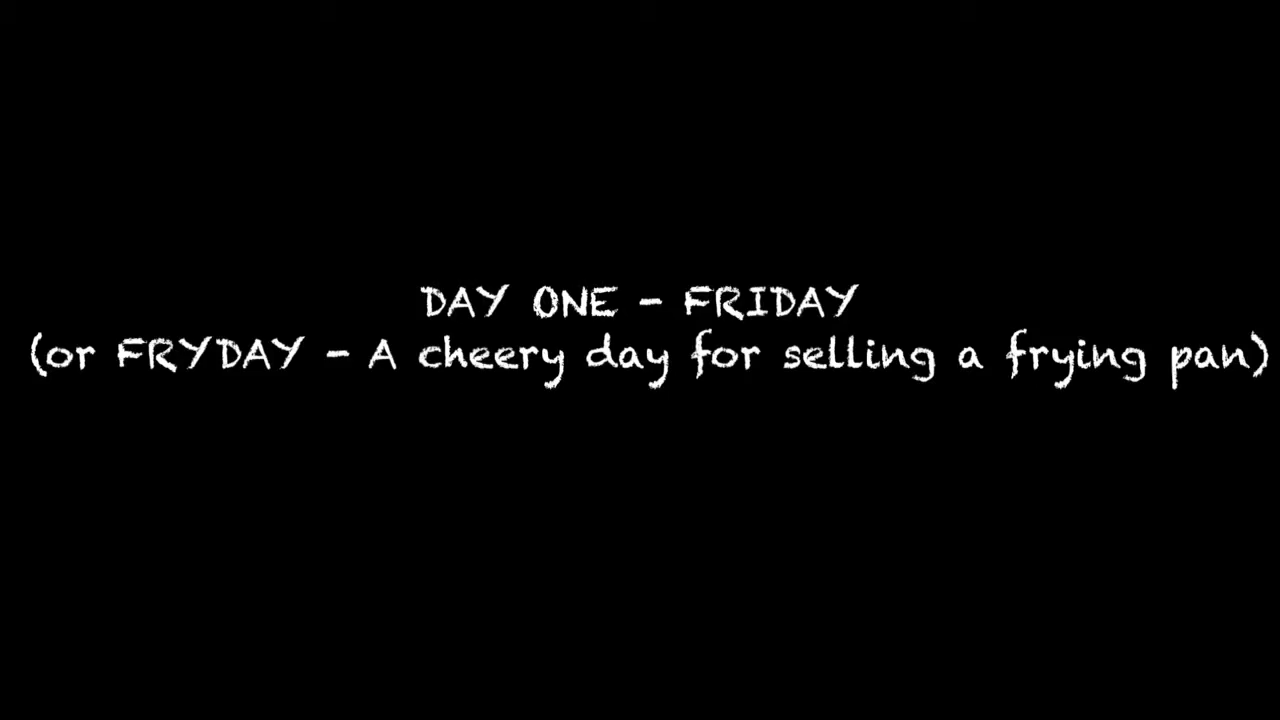 DAY ONE - FRIDAY
(or FRYDAY - A cheery day for selling a frying pan)